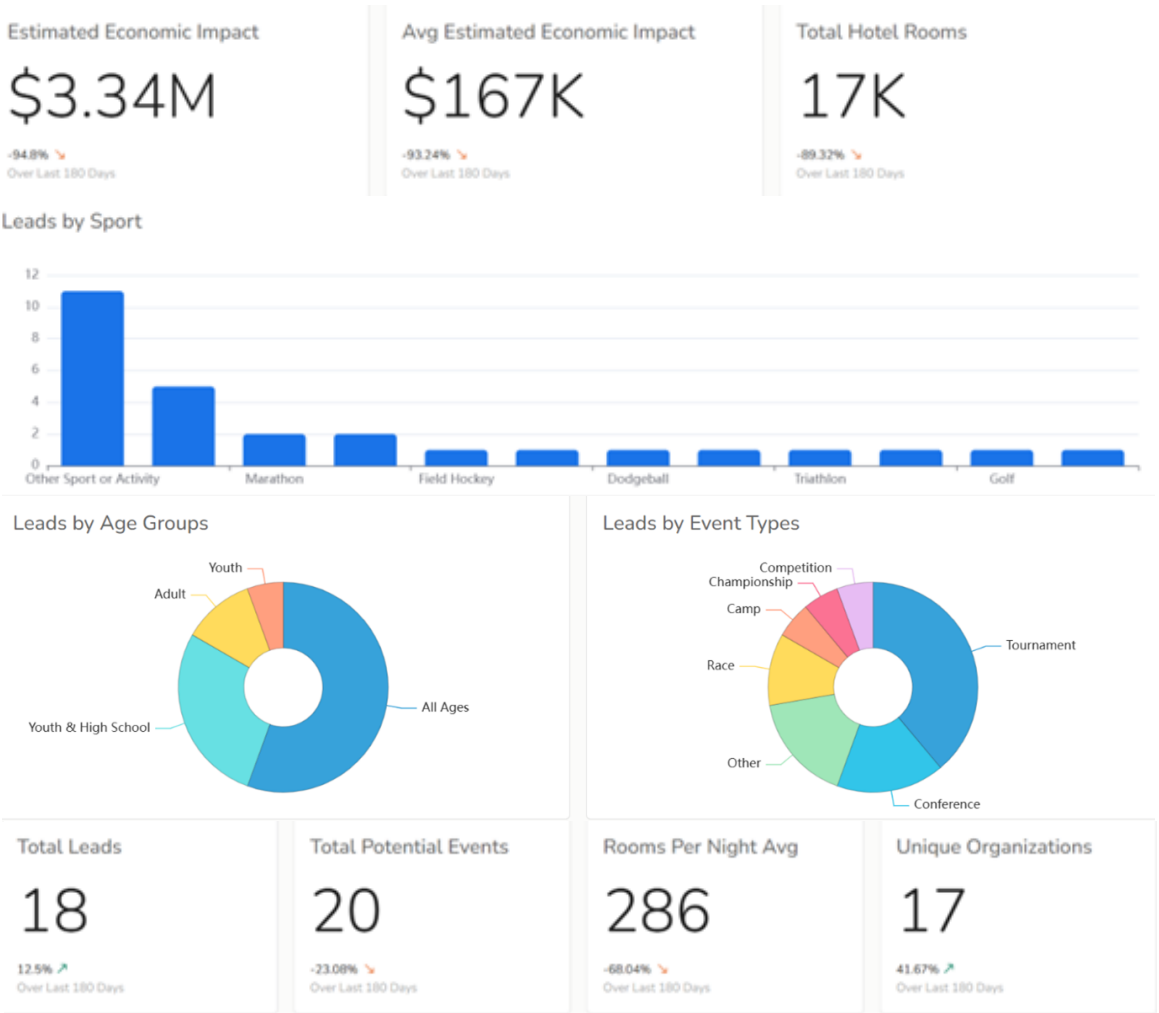 Estimated Economic Impact
$3.34M
-94.8% ↘
Over Last 180 Days
Avg Estimated Economic Impact
$167K
-93.24% ↘
Over Last 180 Days
Total Hotel Rooms
17K
-89.32% ↘
Over Last 180 Days
Leads by Sport
12
10
8
6
4
2
0
Other Sport or Activity
Marathon
Field Hockey
Dodgeball
Triathlon
Golf
Leads by Age Groups
Youth
Adult
Youth & High School
All Ages
Leads by Event Types
Competition
Championship
Camp
Race
Other
Tournament
Conference
Total Leads
18
12.5% ↗
Over Last 180 Days
Total Potential Events
20
-23.08% ↘
Over Last 180 Days
Rooms Per Night Avg
286
-68.04% ↘
Over Last 180 Days
Unique Organizations
17
41.67% ↗
Over Last 180 Days